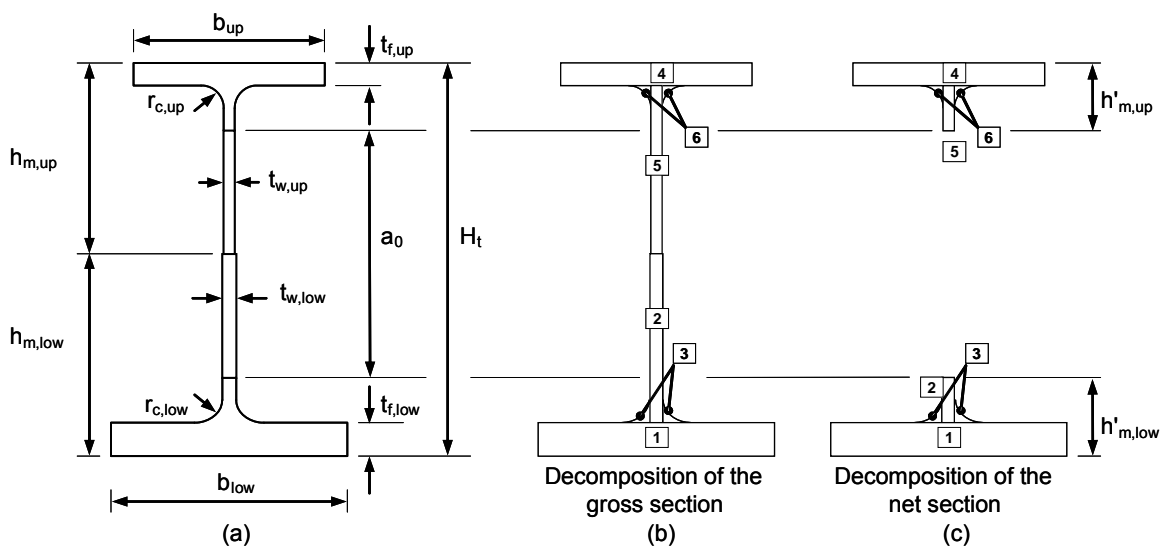 b_up
t_f,up
r_c,up
h_m,up
t_w,up
a_0
H_t
t_w,low
h_m,low
r_c,low
t_f,low
b_low
(a)
4
6
5
2
3
1
Decomposition of the
gross section
(b)
4
h'_m,up
6
5
3
2
1
h'_m,low
Decomposition of the
net section
(c)